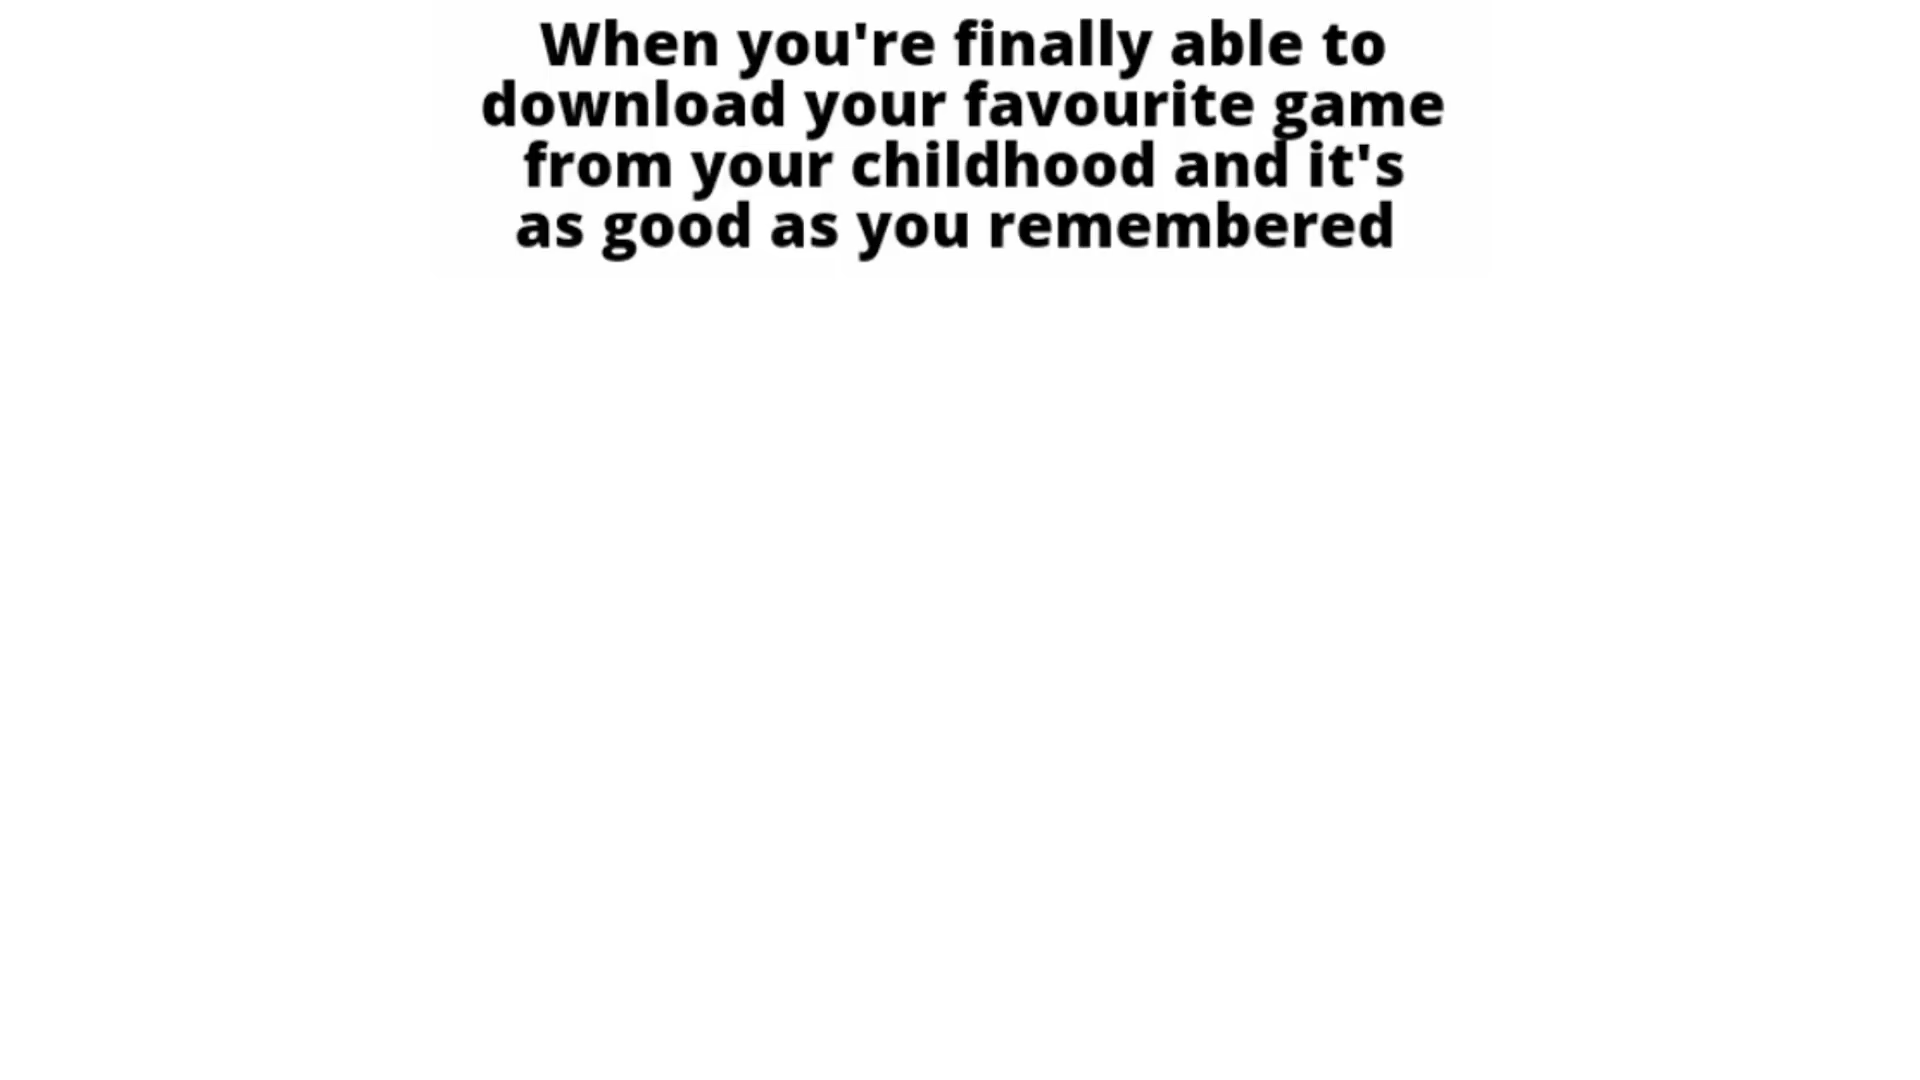 When you're finally able to
download your favourite game
from your childhood and it's
as good as you remembered